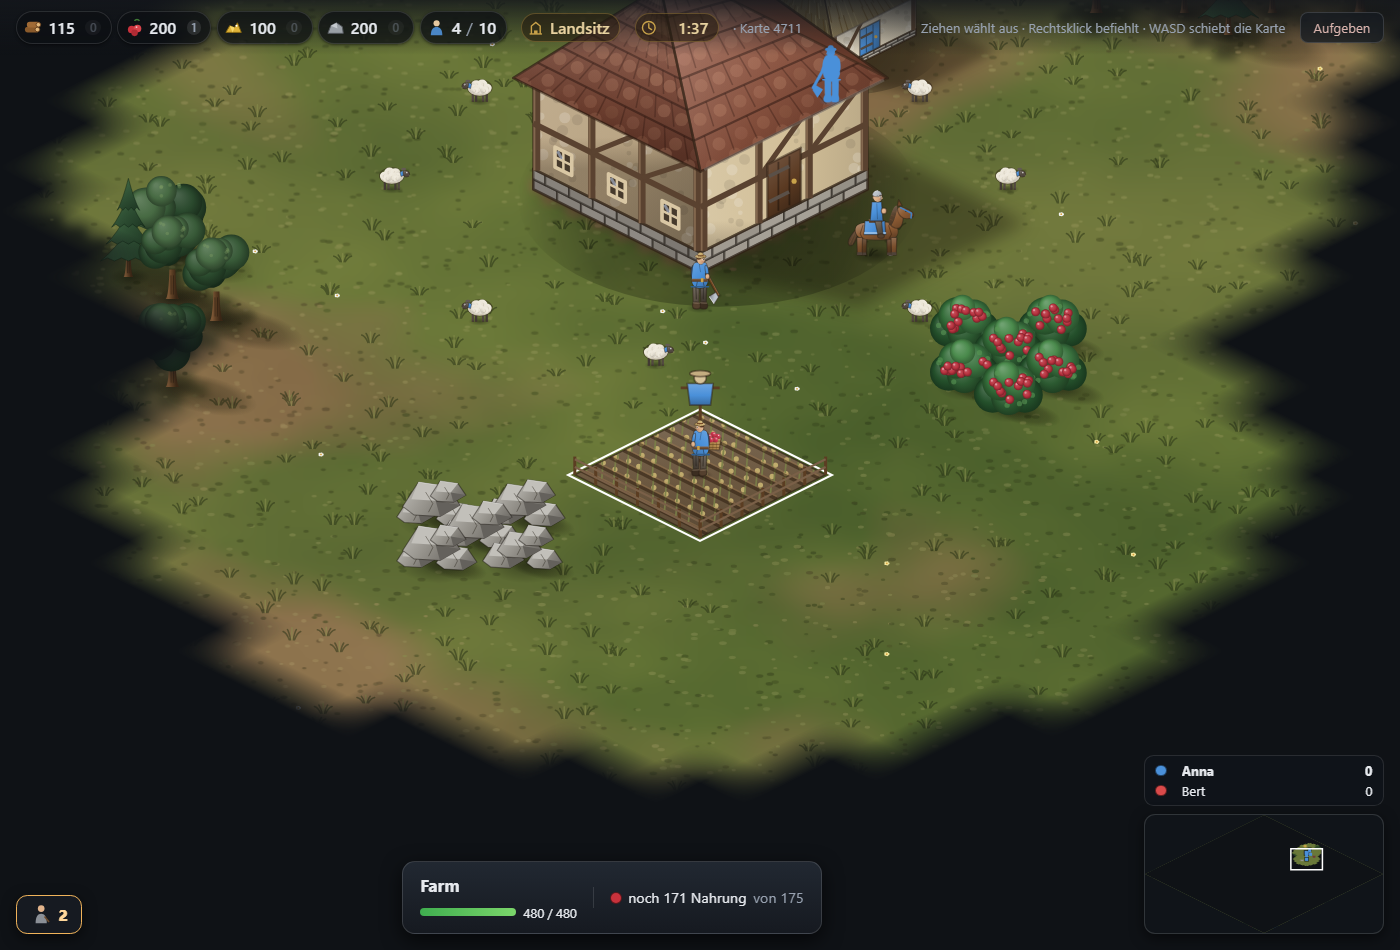 115 0 200 1 100 0 200 0 4 / 10 Landsitz 1:37 · Karte 4711 Ziehen wählt aus · Rechtsklick befiehlt · WASD schiebt die Karte Aufgeben
Anna 0
Bert 0
Farm
480 / 480
noch 171 Nahrung von 175
2